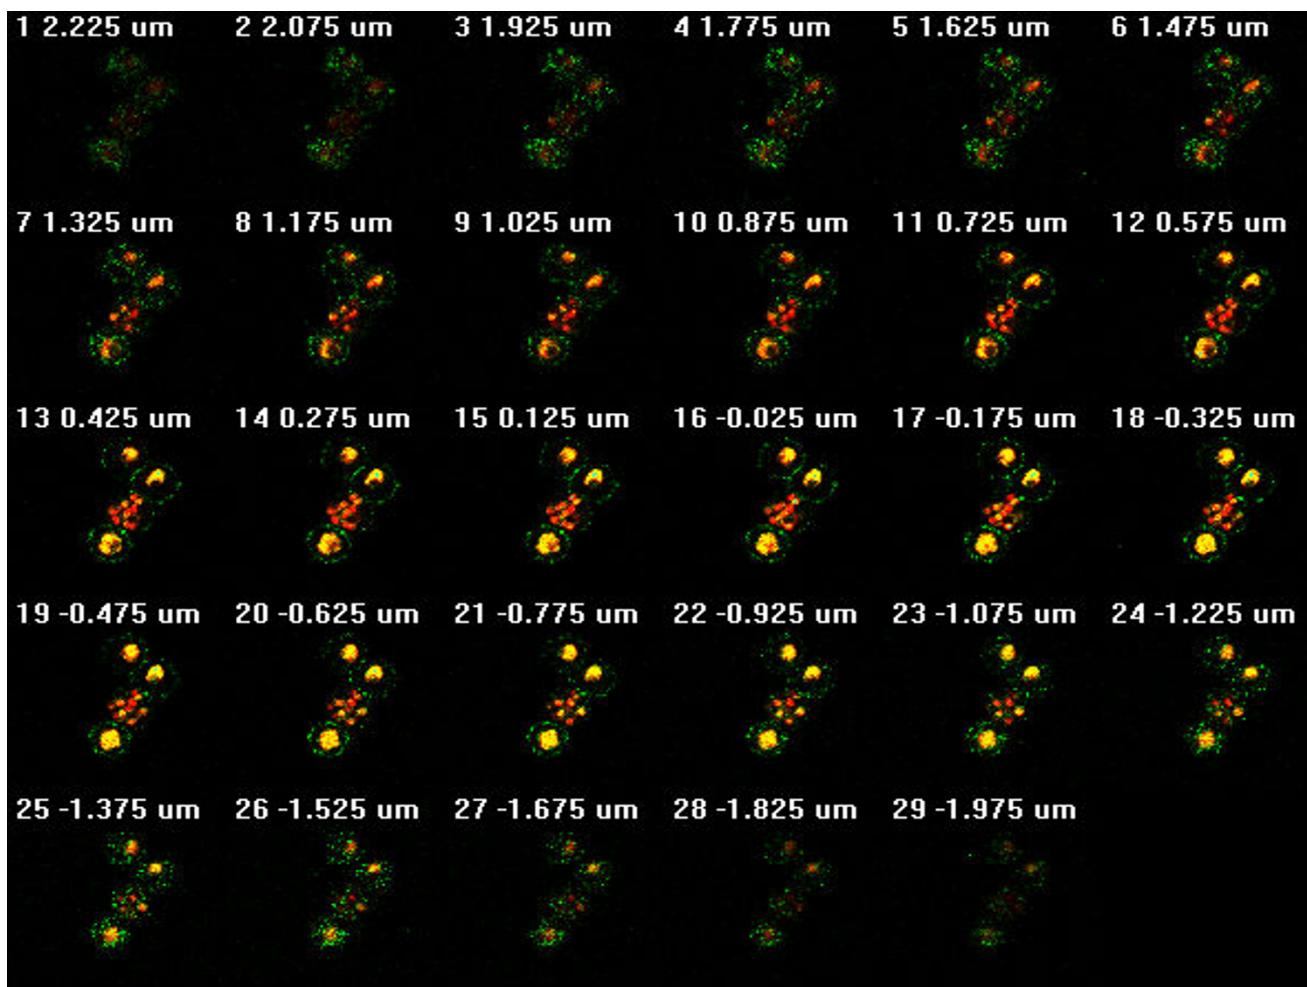 1 2.225 um 2 2.075 um 3 1.925 um 4 1.775 um 5 1.625 um 6 1.475 um
7 1.325 um 8 1.175 um 9 1.025 um 10 0.875 um 11 0.725 um 12 0.575 um
13 0.425 um 14 0.275 um 15 0.125 um 16 -0.025 um 17 -0.175 um 18 -0.325 um
19 -0.475 um 20 -0.625 um 21 -0.775 um 22 -0.925 um 23 -1.075 um 24 -1.225 um
25 -1.375 um 26 -1.525 um 27 -1.675 um 28 -1.825 um 29 -1.975 um